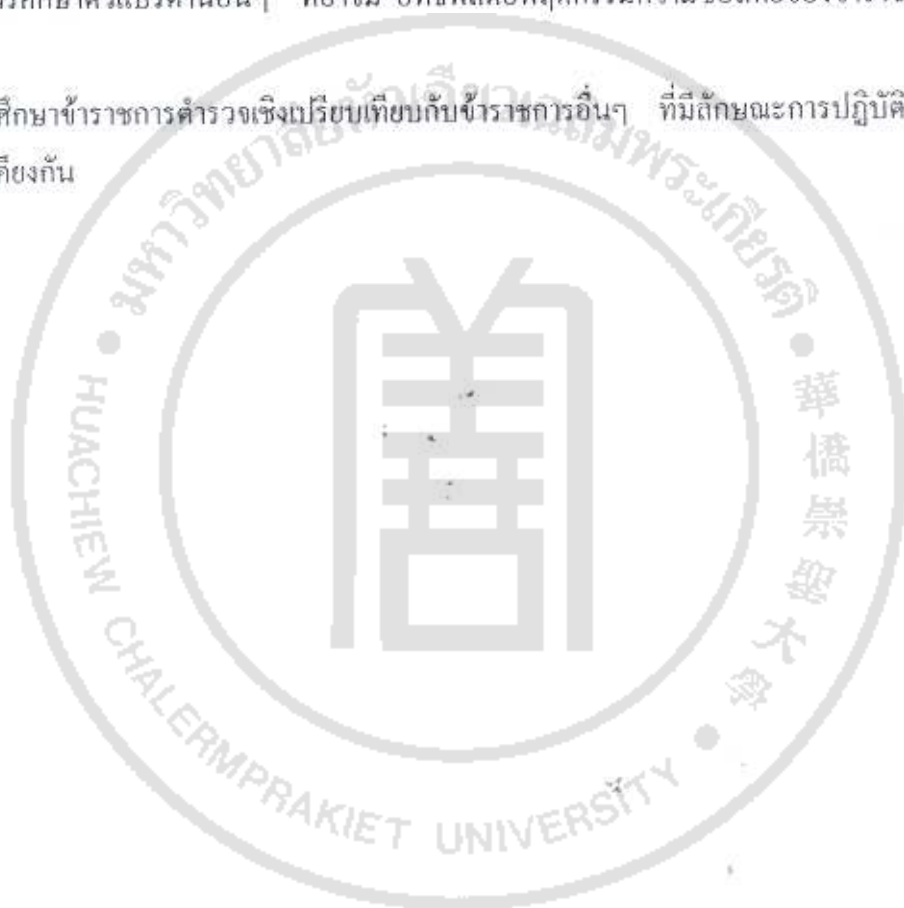 ศึกษาข้าราชการตำรวจเชิงเปรียบเทียบกับข้าราชการอื่นๆ ที่มีลักษณะการปฏิบัติ
เคียงกัน
มหาวิทยาลัยหัวเฉียวเฉลิมพระเกียรติ
華僑崇聖大學
HUACHIEW CHALERMPRAKIET UNIVERSITY